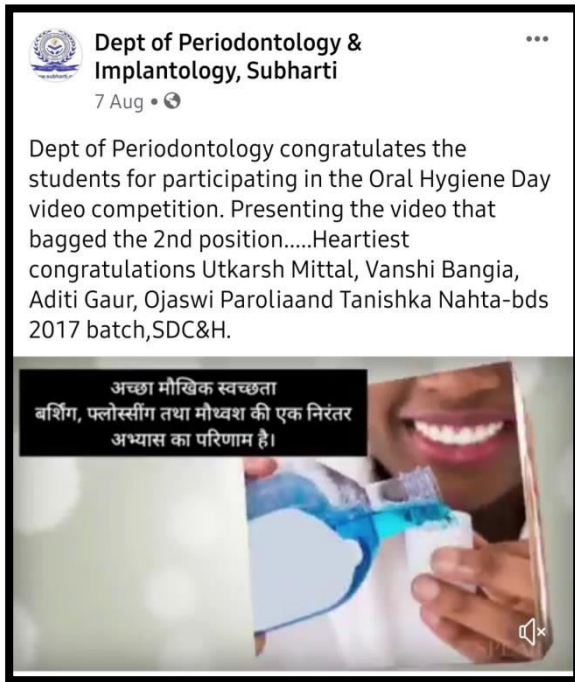 Dept of Periodontology &
Implantology, Subharti
7 Aug •
Dept of Periodontology congratulates the
students for participating in the Oral Hygiene Day
video competition. Presenting the video that
bagged the 2nd position.....Heartiest
congratulations Utkarsh Mittal, Vanshi Bangia,
Aditi Gaur, Ojaswi Paroliaand Tanishka Nahta-bds
2017 batch,SDC&H.
अच्छा मौखिक स्वच्छता
बर्शिंग, फ्लोस्सींग तथा मौथ्वश की एक निरंतर
अभ्यास का परिणाम है।